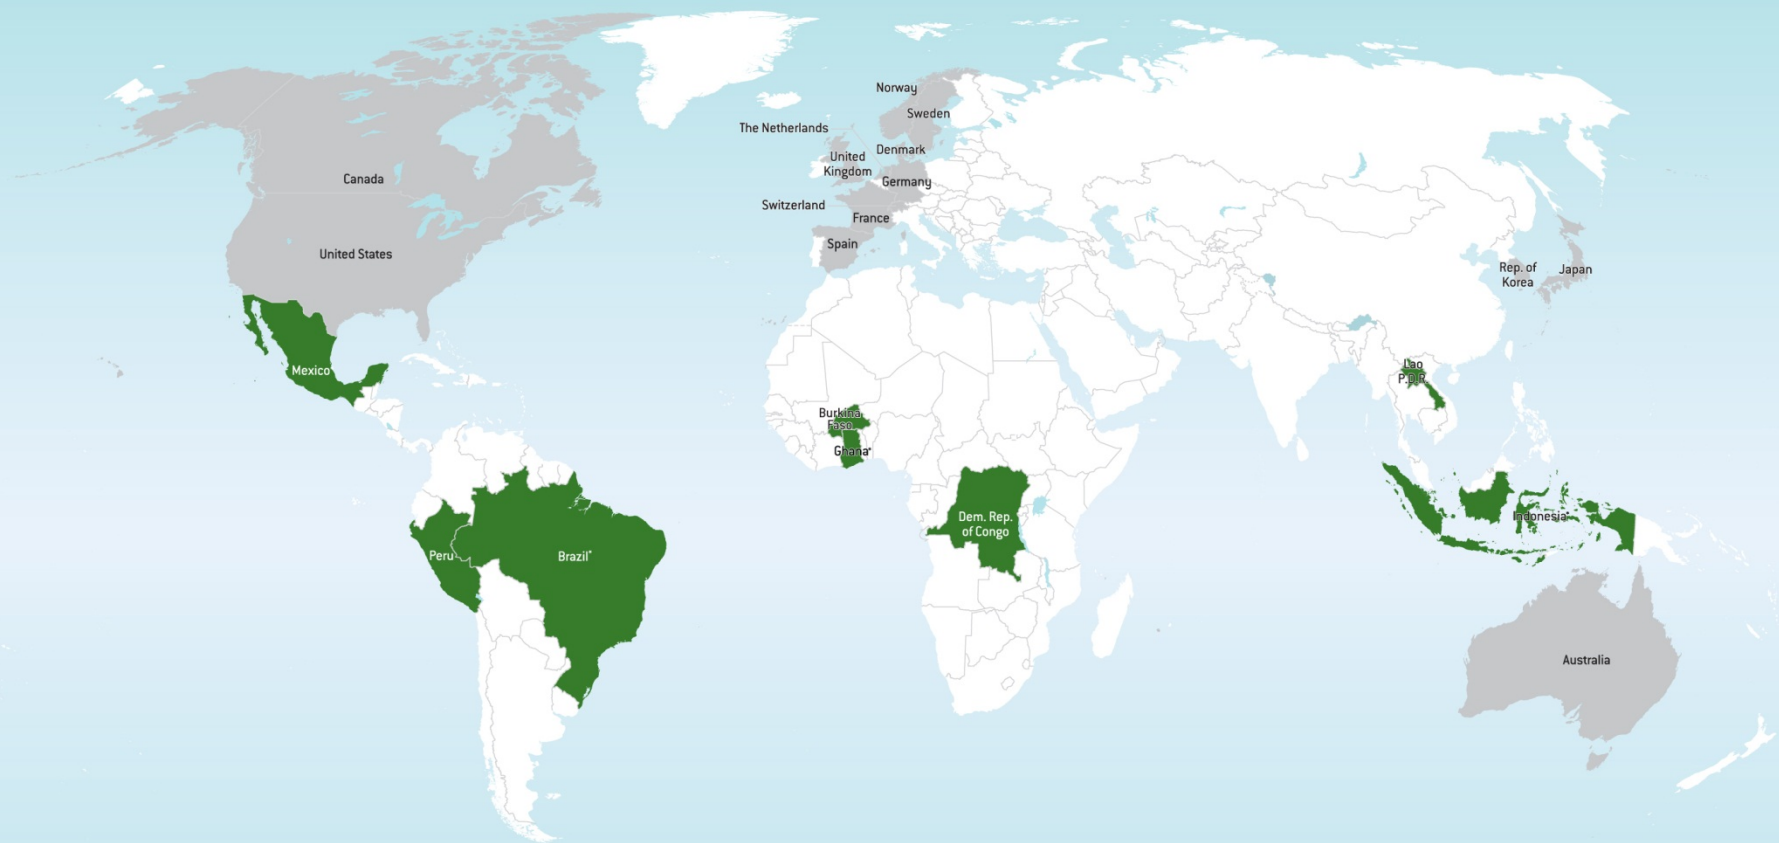 Norway
Sweden
The Netherlands
Denmark
United
Kingdom
Canada
Germany
Switzerland
France
Spain
United States
Rep. of
Korea
Japan
Mexico
Lao
P.D.R.
Burkina
Faso
Ghana*
Dem. Rep.
of Congo
Indonesia
Peru
Brazil*
Australia